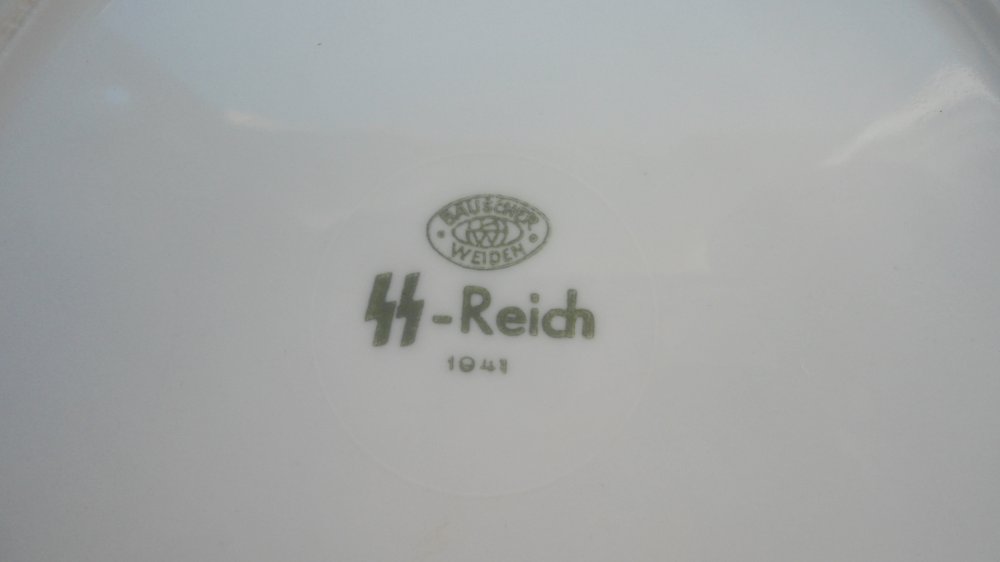 BAUSCHER
WEIDEN
SS-Reich
1941